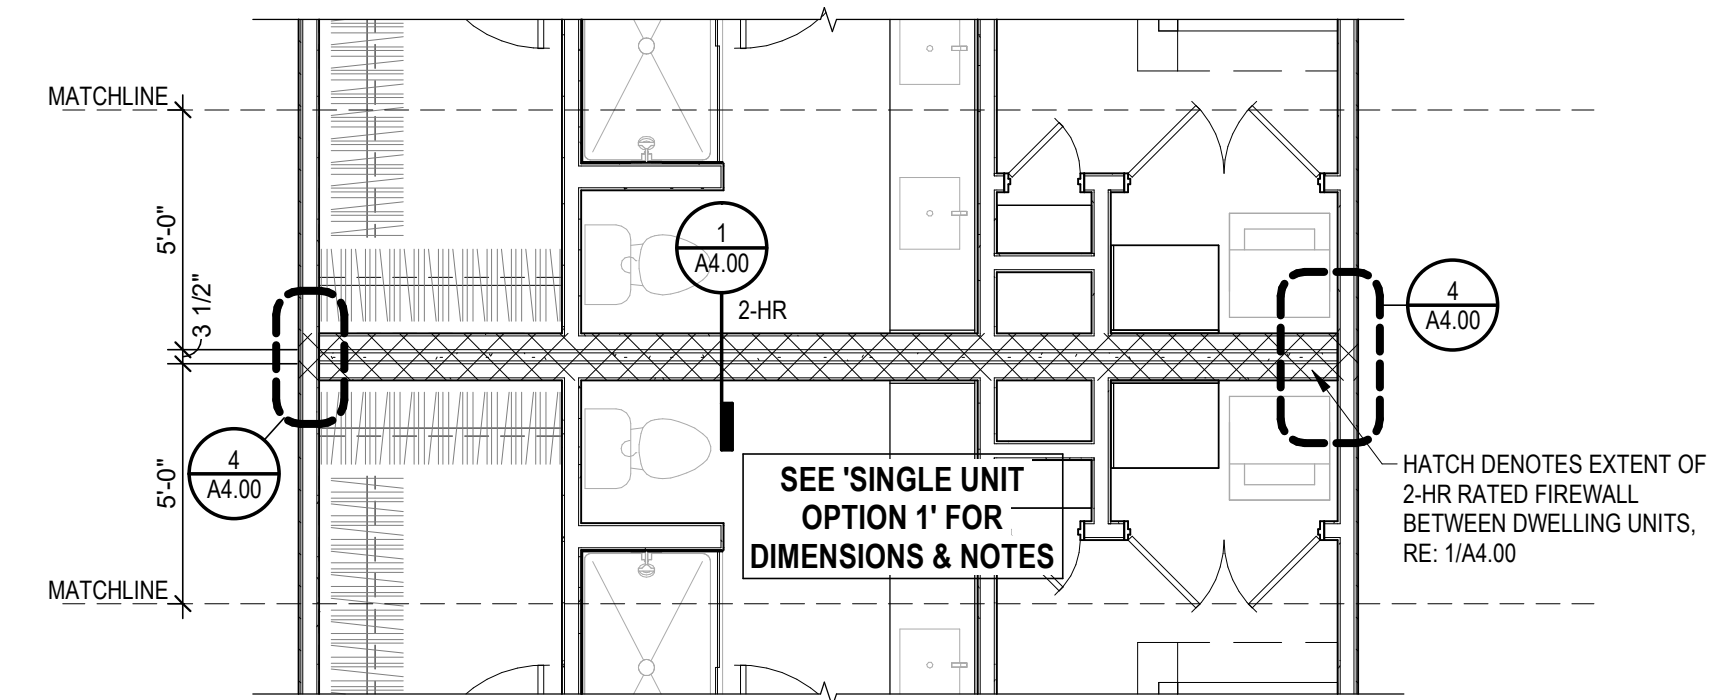 MATCHLINE
5'-0"
3 1/2"
1
A4.00
2-HR
4
A4.00
4
A4.00
5'-0"
SEE 'SINGLE UNIT
OPTION 1' FOR
DIMENSIONS & NOTES
HATCH DENOTES EXTENT OF
2-HR RATED FIREWALL
BETWEEN DWELLING UNITS,
RE: 1/A4.00
MATCHLINE